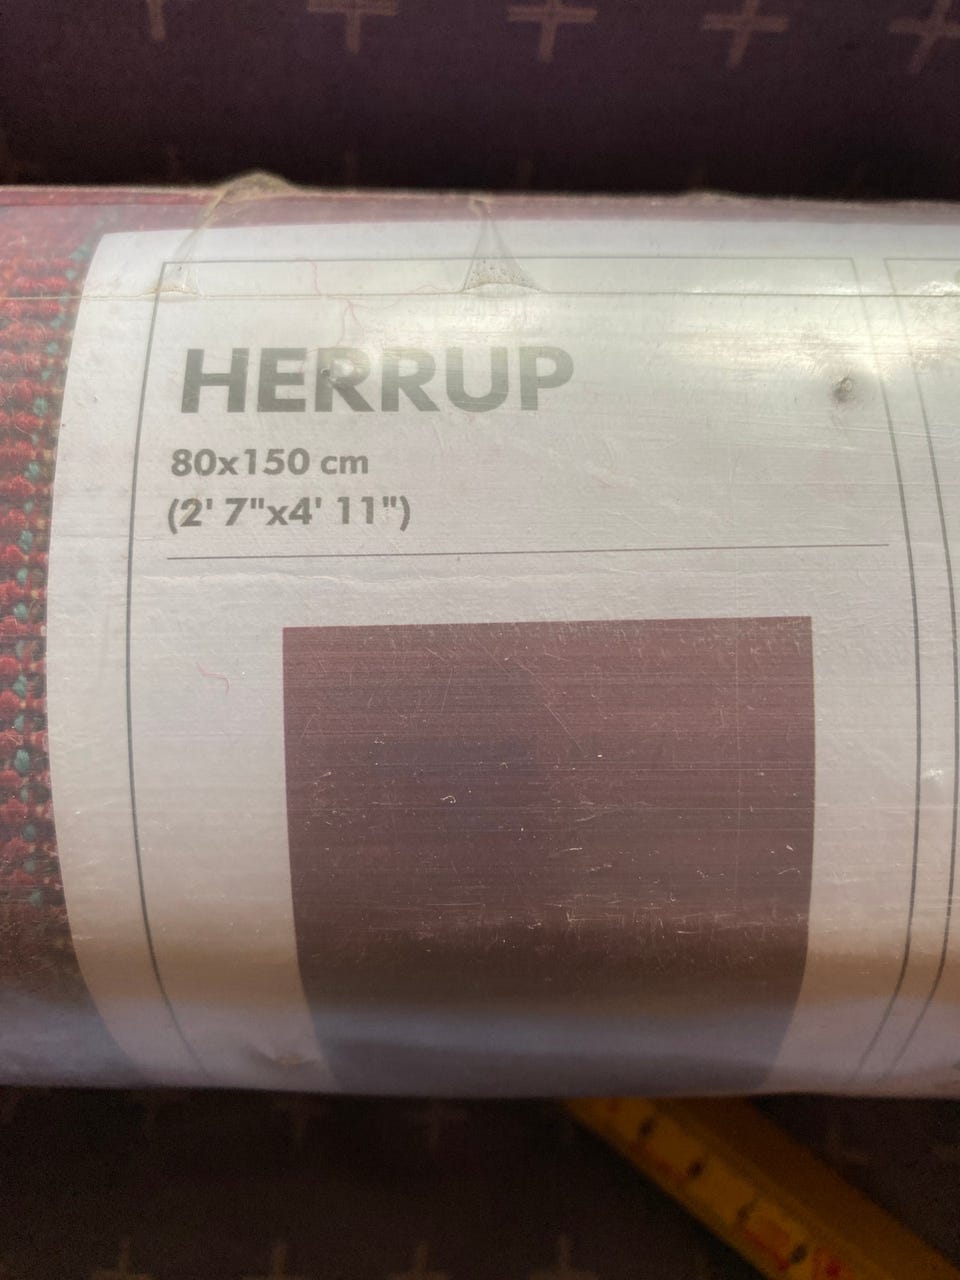 HERRUP
80x150 cm
(2' 7"x4' 11")